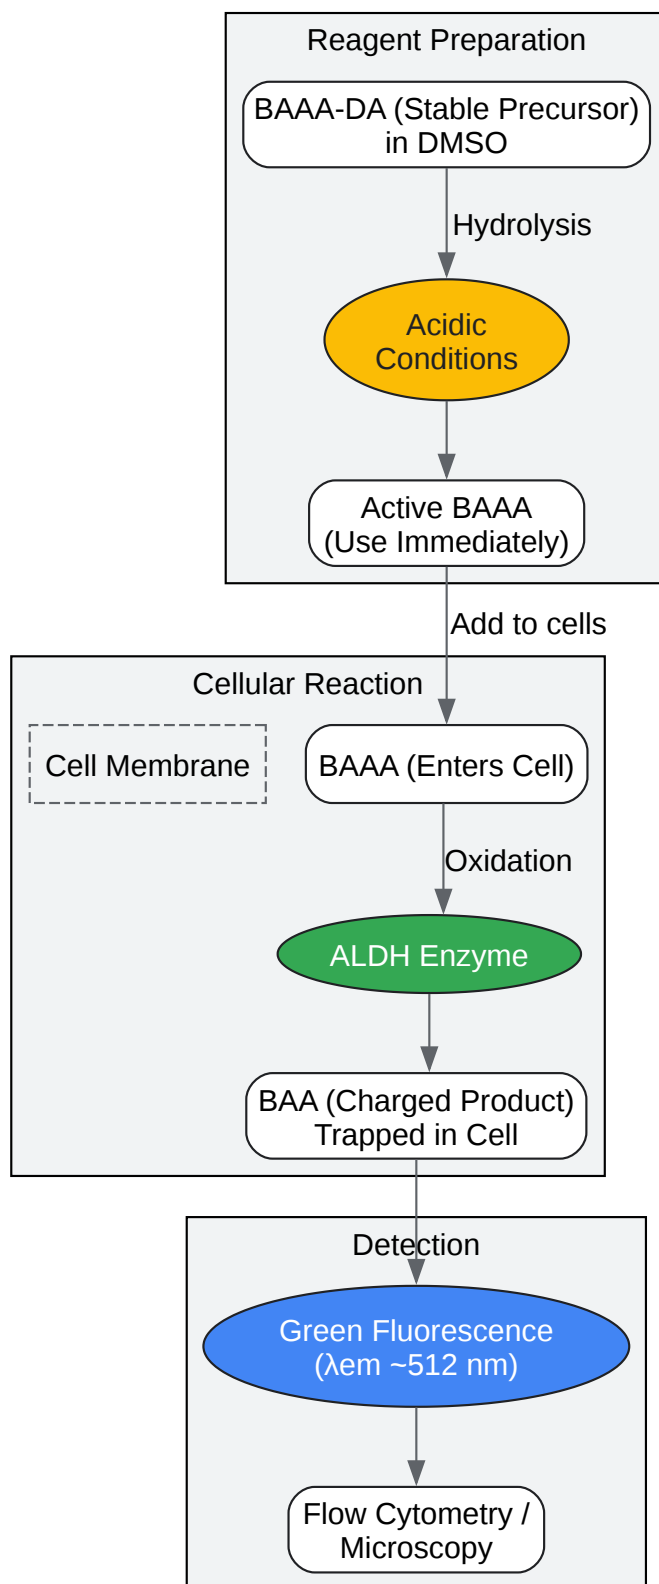 Reagent Preparation
BAAA-DA (Stable Precursor)
in DMSO
Hydrolysis
Acidic
Conditions
Active BAAA
(Use Immediately)
Add to cells
Cellular Reaction
Cell Membrane
BAAA (Enters Cell)
Oxidation
ALDH Enzyme
BAA (Charged Product)
Trapped in Cell
Detection
Green Fluorescence
(λem ~512 nm)
Flow Cytometry /
Microscopy